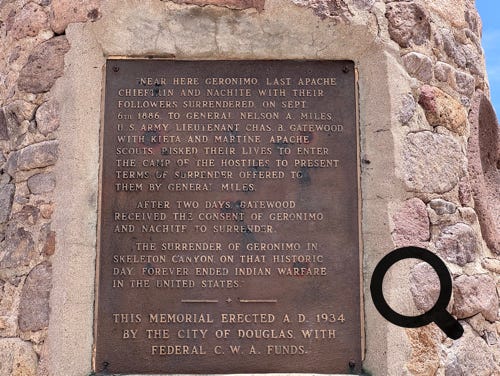 "NEAR HERE GERONIMO, LAST APACHE
CHIEFTAIN AND NACHITE WITH THEIR
FOLLOWERS SURRENDERED ON SEPT.
6TH 1886, TO GENERAL NELSON A. MILES.
U.S. ARMY. LIEUTENANT CHAS. B. GATEWOOD
WITH KIETA AND MARTINE, APACHE
SCOUTS, RISKED THEIR LIVES TO ENTER
THE CAMP OF THE HOSTILES TO PRESENT
TERMS OF SURRENDER OFFERED TO
THEM BY GENERAL MILES.
AFTER TWO DAYS, GATEWOOD
RECEIVED THE CONSENT OF GERONIMO
AND NACHITE TO SURRENDER.
THE SURRENDER OF GERONIMO IN
SKELETON CANYON, ON THAT HISTORIC
DAY, FOREVER ENDED INDIAN WARFARE
IN THE UNITED STATES."
THIS MEMORIAL ERECTED A.D. 1934
BY THE CITY OF DOUGLAS, WITH
FEDERAL C.W.A. FUNDS.